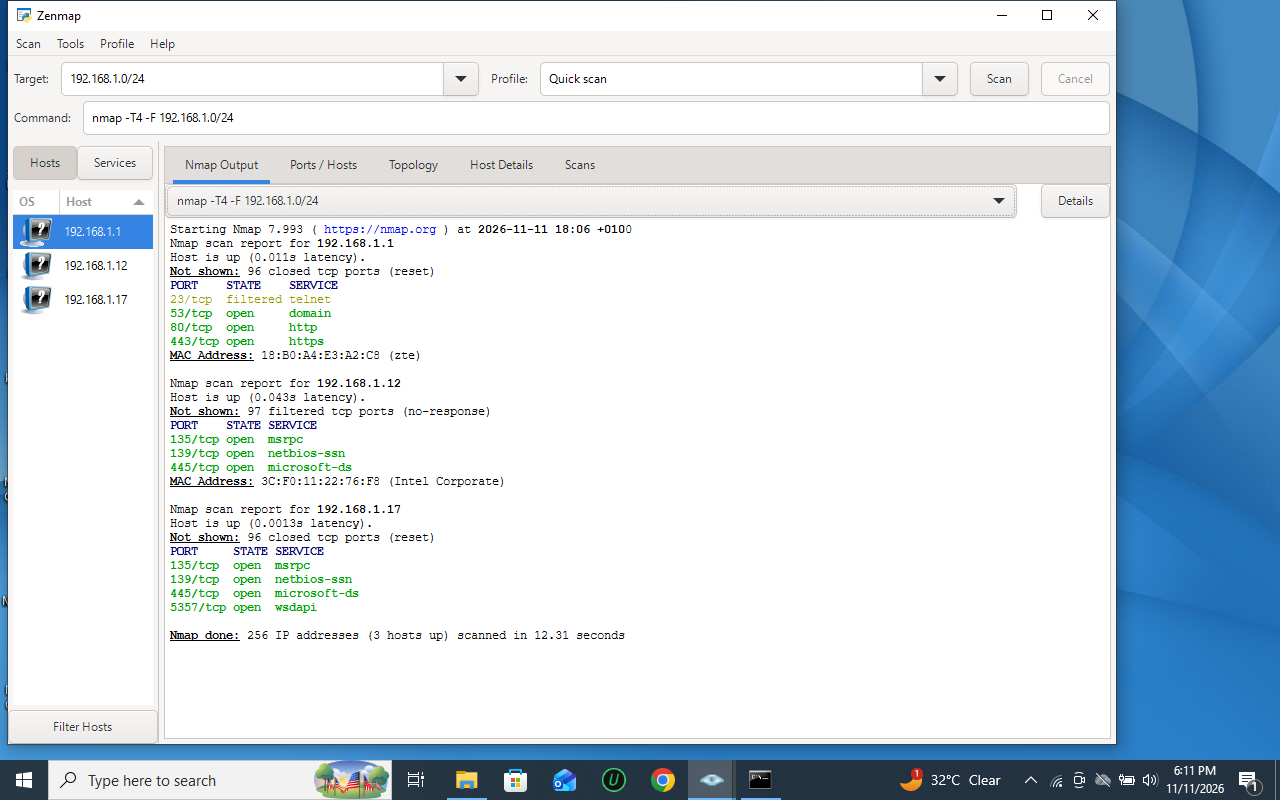 Zenmap
Scan Tools Profile Help
Target: 192.168.1.0/24 Profile: Quick scan Scan Cancel
Command: nmap -T4 -F 192.168.1.0/24
Hosts Services
OS Host
192.168.1.1
192.168.1.12
192.168.1.17
Filter Hosts
Nmap Output Ports / Hosts Topology Host Details Scans
nmap -T4 -F 192.168.1.0/24 Details
Starting Nmap 7.993 ( https://nmap.org ) at 2026-11-11 18:06 +0100
Nmap scan report for 192.168.1.1
Host is up (0.011s latency).
Not shown: 96 closed tcp ports (reset)
PORT STATE SERVICE
23/tcp filtered telnet
53/tcp open domain
80/tcp open http
443/tcp open https
MAC Address: 18:B0:A4:E3:A2:C8 (zte)
Nmap scan report for 192.168.1.12
Host is up (0.043s latency).
Not shown: 97 filtered tcp ports (no-response)
PORT STATE SERVICE
135/tcp open msrpc
139/tcp open netbios-ssn
445/tcp open microsoft-ds
MAC Address: 3C:F0:11:22:76:F8 (Intel Corporate)
Nmap scan report for 192.168.1.17
Host is up (0.0013s latency).
Not shown: 96 closed tcp ports (reset)
PORT STATE SERVICE
135/tcp open msrpc
139/tcp open netbios-ssn
445/tcp open microsoft-ds
5357/tcp open wsdapi
Nmap done: 256 IP addresses (3 hosts up) scanned in 12.31 seconds
Type here to search
1
32°C Clear
6:11 PM
11/11/2026
1